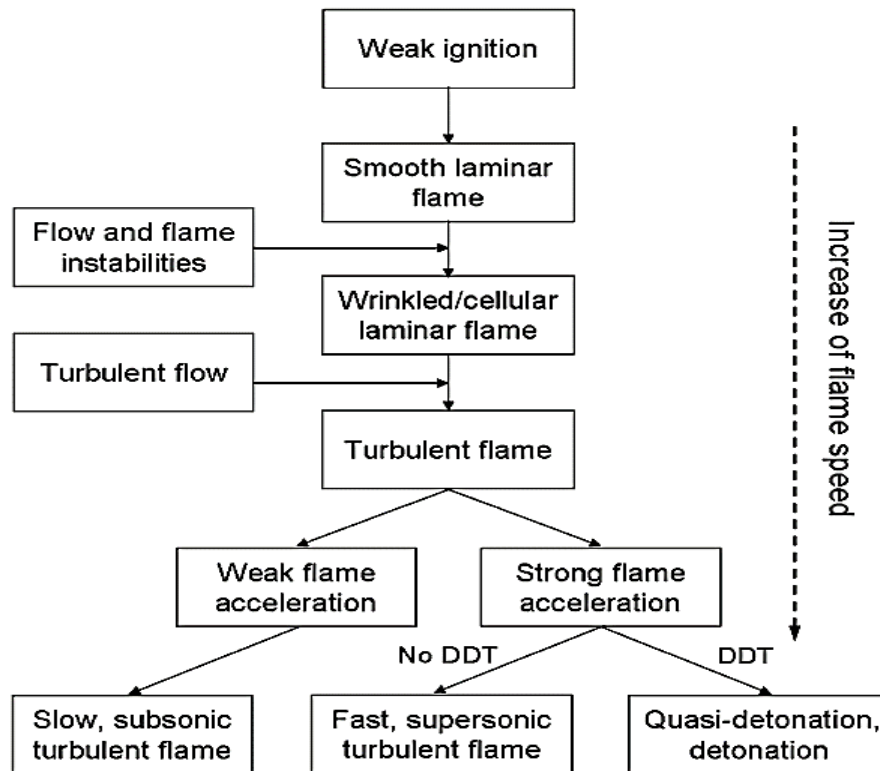 Weak ignition
Smooth laminar
flame
Flow and flame
instabilities
Wrinkled/cellular
laminar flame
Turbulent flow
Turbulent flame
Increase of flame speed
Weak flame
acceleration
Strong flame
acceleration
No DDT
DDT
Slow, subsonic
turbulent flame
Fast, supersonic
turbulent flame
Quasi-detonation,
detonation